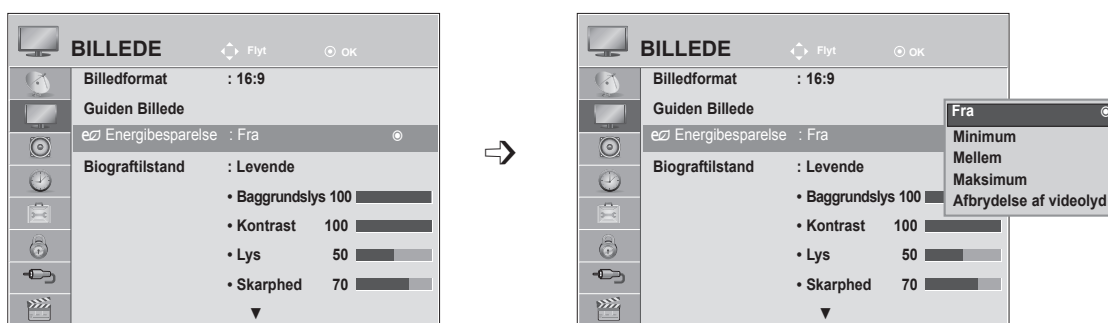 BILLEDE Flyt OK
Billedformat : 16:9
Guiden Billede
Energibesparelse : Fra
Biograftilstand : Levende
• Baggrundslys 100
• Kontrast 100
• Lys 50
• Skarphed 70
BILLEDE Flyt OK
Billedformat : 16:9
Guiden Billede
Energibesparelse : Fra
Biograftilstand : Levende
• Baggrundslys 100
• Kontrast 100
• Lys 50
• Skarphed 70
Fra
Minimum
Mellem
Maksimum
Afbrydelse af videolyd